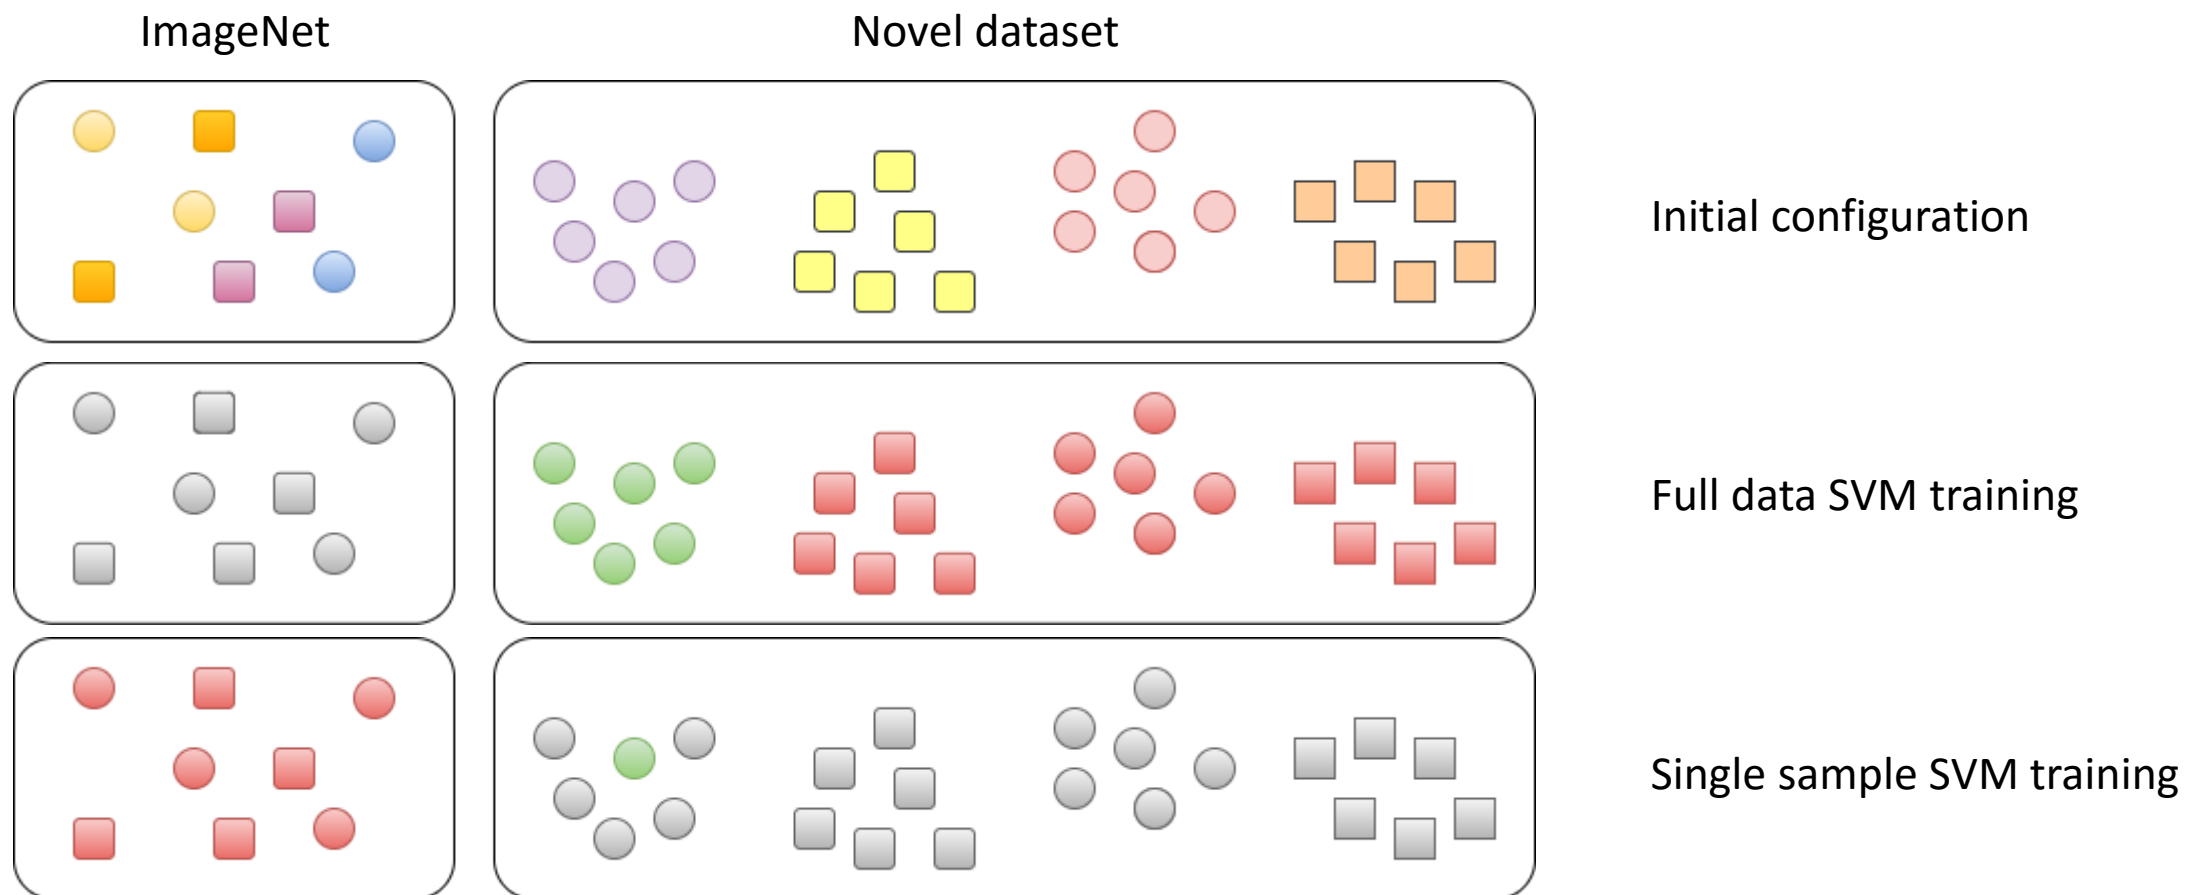 ImageNet
Novel dataset
Initial configuration
Full data SVM training
Single sample SVM training